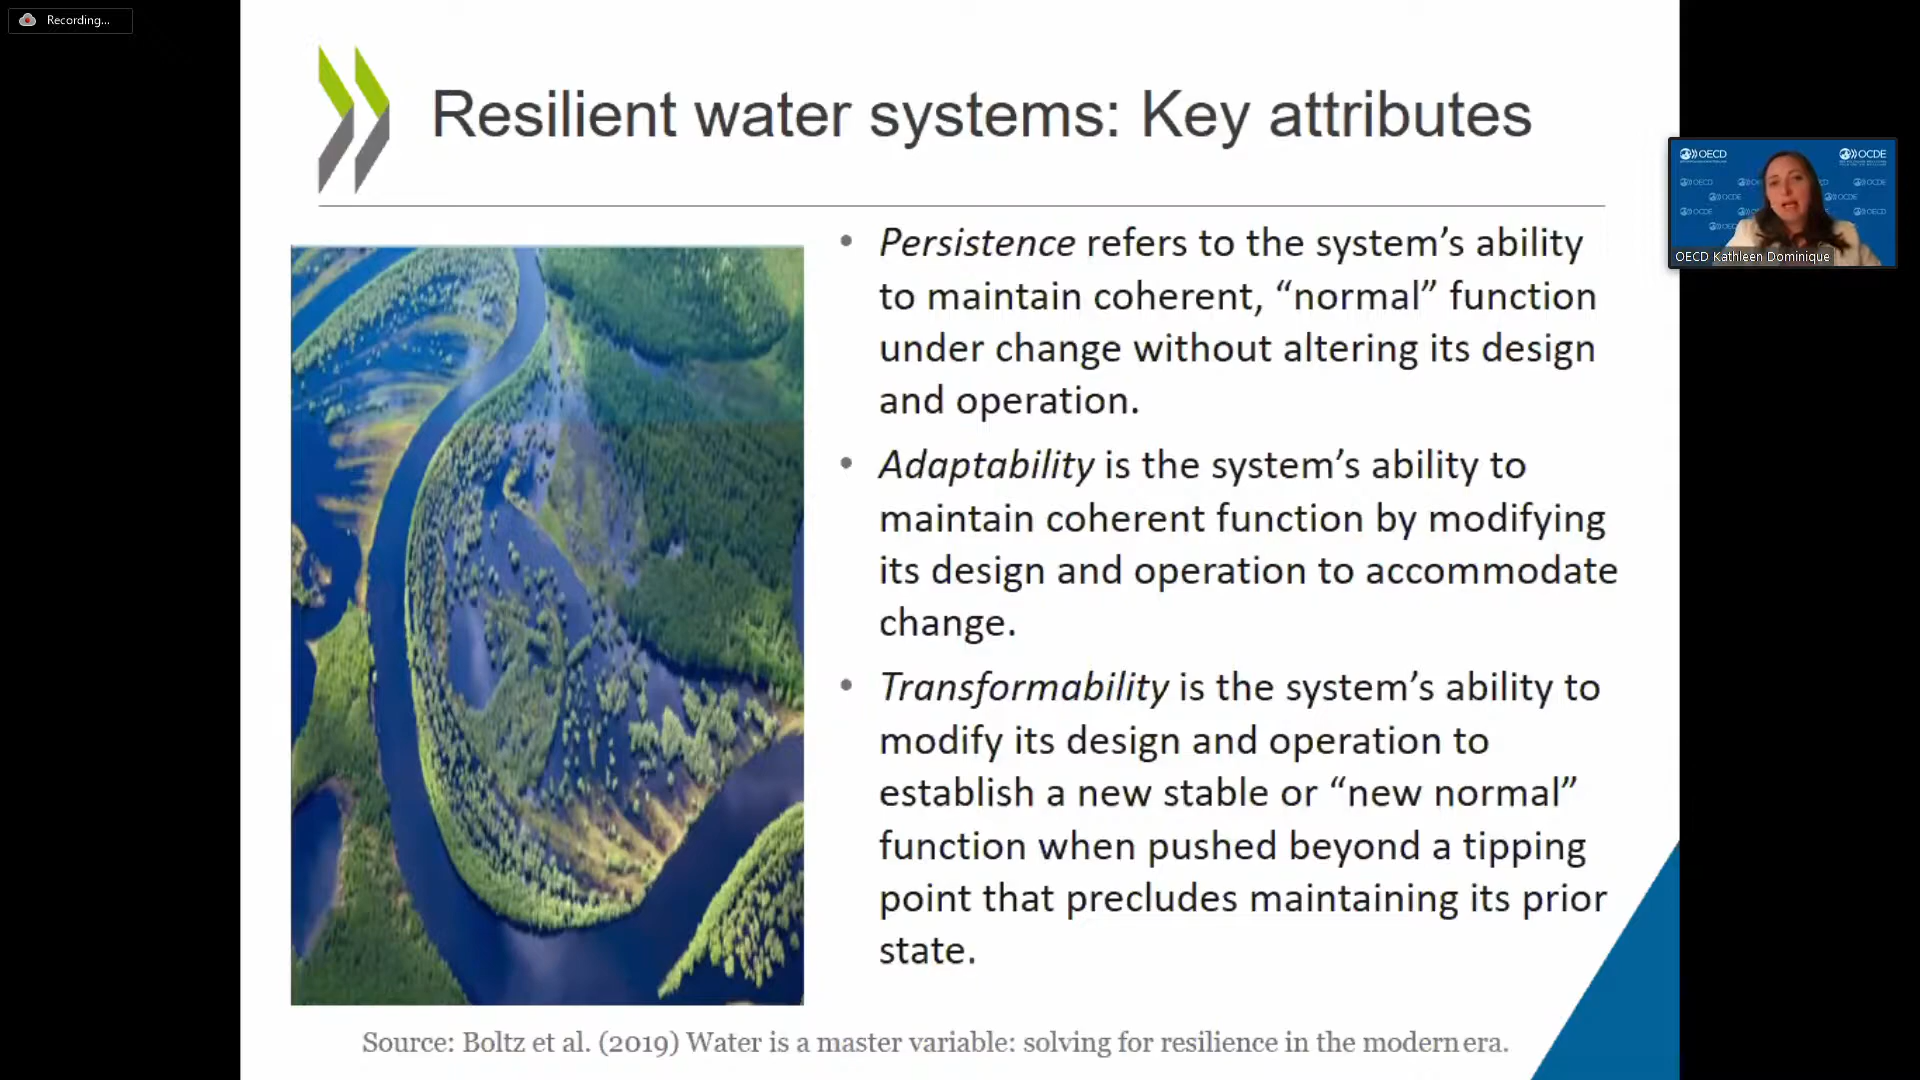 Recording...
Resilient water systems: Key attributes
• Persistence refers to the system’s ability
to maintain coherent, “normal” function
under change without altering its design
and operation.
• Adaptability is the system’s ability to
maintain coherent function by modifying
its design and operation to accommodate
change.
• Transformability is the system’s ability to
modify its design and operation to
establish a new stable or “new normal”
function when pushed beyond a tipping
point that precludes maintaining its prior
state.
Source: Boltz et al. (2019) Water is a master variable: solving for resilience in the modern era.
OECD
OCDE
OECD Kathleen Dominique